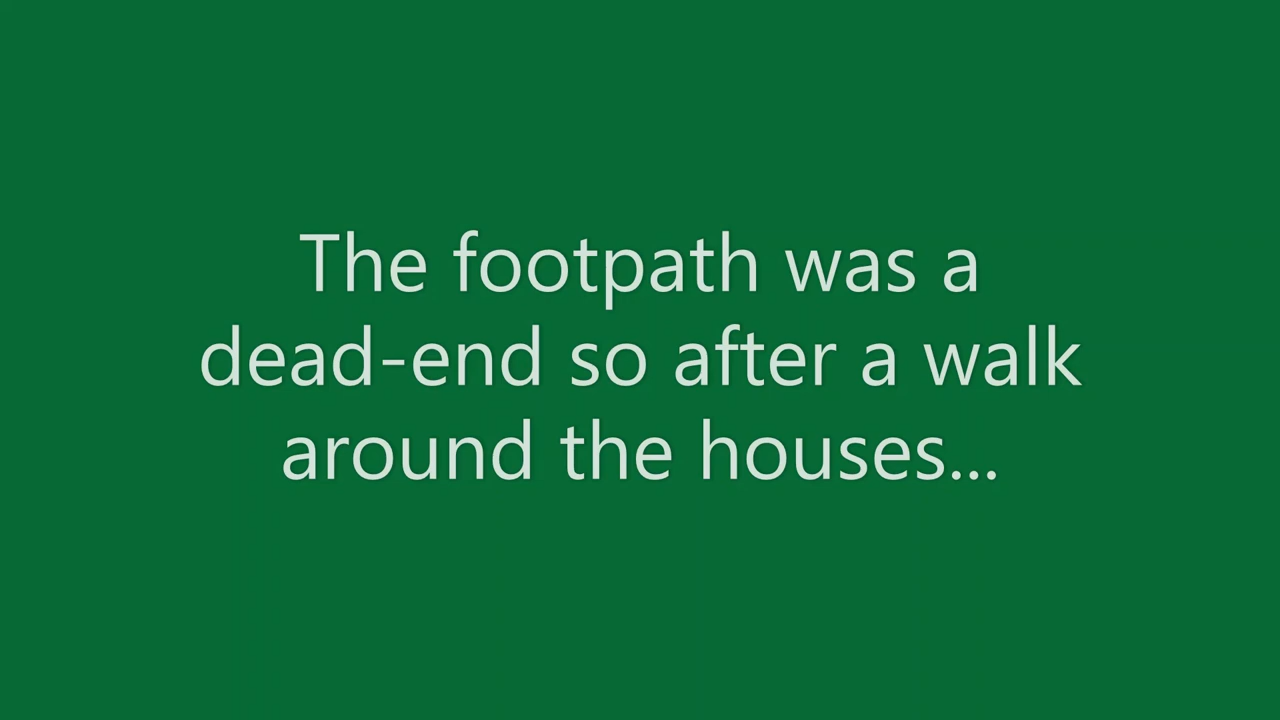 The footpath was a
dead-end so after a walk
around the houses...